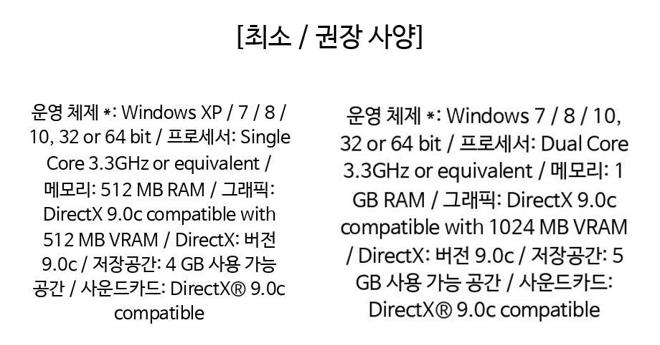 [최소 / 권장 사양]
운영 체제 *: Windows XP / 7 / 8 /
10, 32 or 64 bit / 프로세서: Single
Core 3.3GHz or equivalent /
메모리: 512 MB RAM / 그래픽:
DirectX 9.0c compatible with
512 MB VRAM / DirectX: 버전
9.0c / 저장공간: 4 GB 사용 가능
공간 / 사운드카드: DirectX® 9.0c
compatible
운영 체제 *: Windows 7 / 8 / 10,
32 or 64 bit / 프로세서: Dual Core
3.3GHz or equivalent / 메모리: 1
GB RAM / 그래픽: DirectX 9.0c
compatible with 1024 MB VRAM
/ DirectX: 버전 9.0c / 저장공간: 5
GB 사용 가능 공간 / 사운드카드:
DirectX® 9.0c compatible